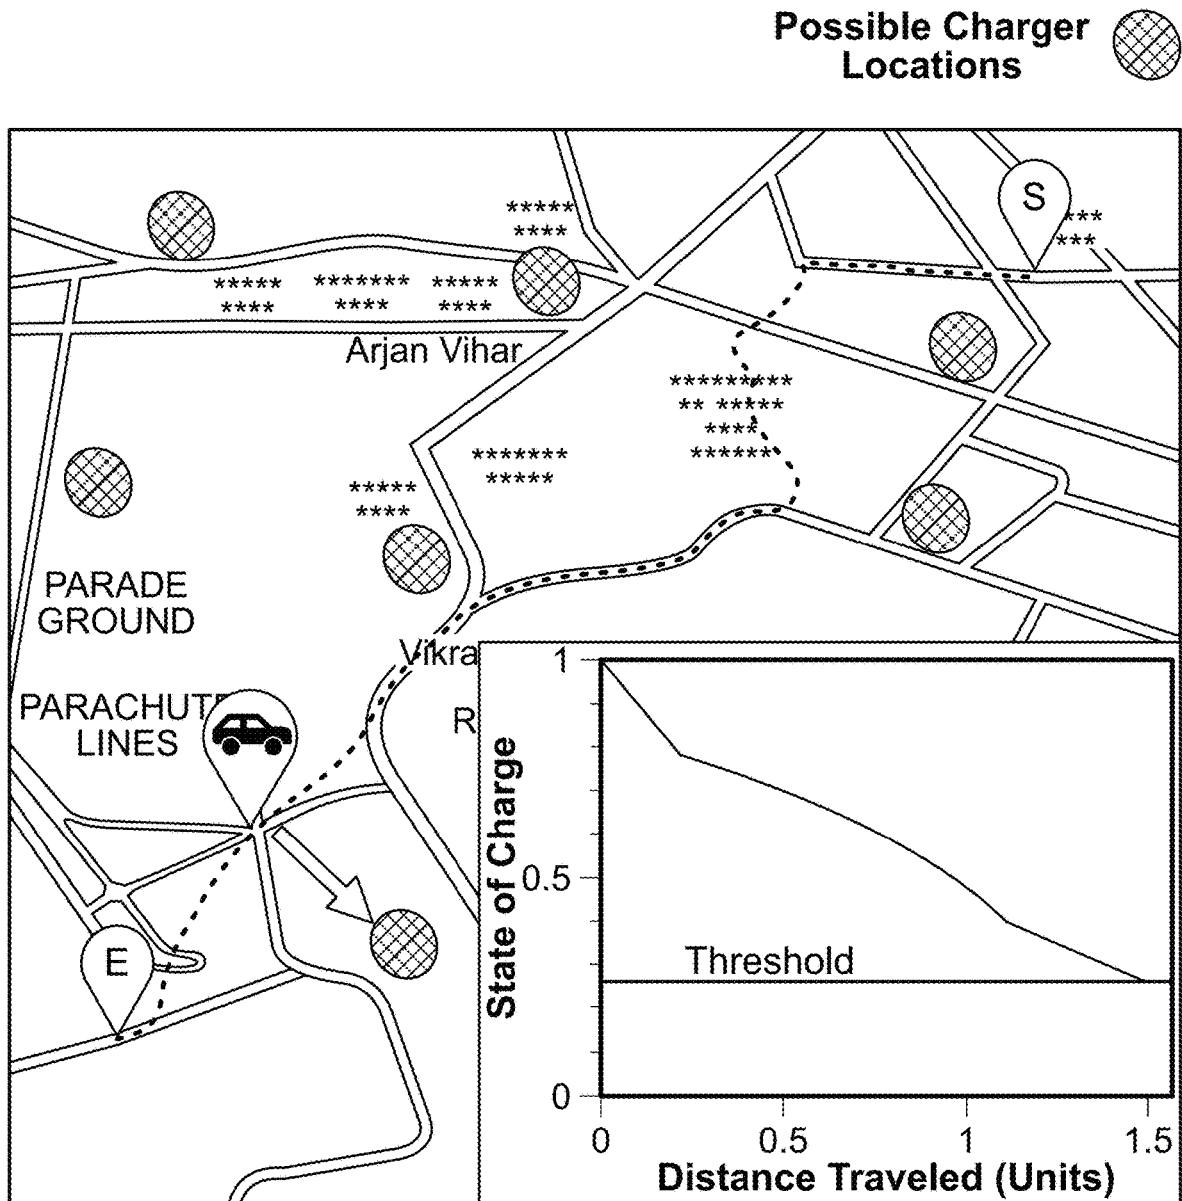 Possible Charger
Locations
S
***
***
*****
****
*****
****
*******
****
*****
****
Arjan Vihar
*********
** *****
****
******
*******
*****
*****
****
PARADE
GROUND
Vikra
PARACHUTE
LINES
R
E
1
0.5
0
State of Charge
Threshold
0
0.5
1
1.5
Distance Traveled (Units)